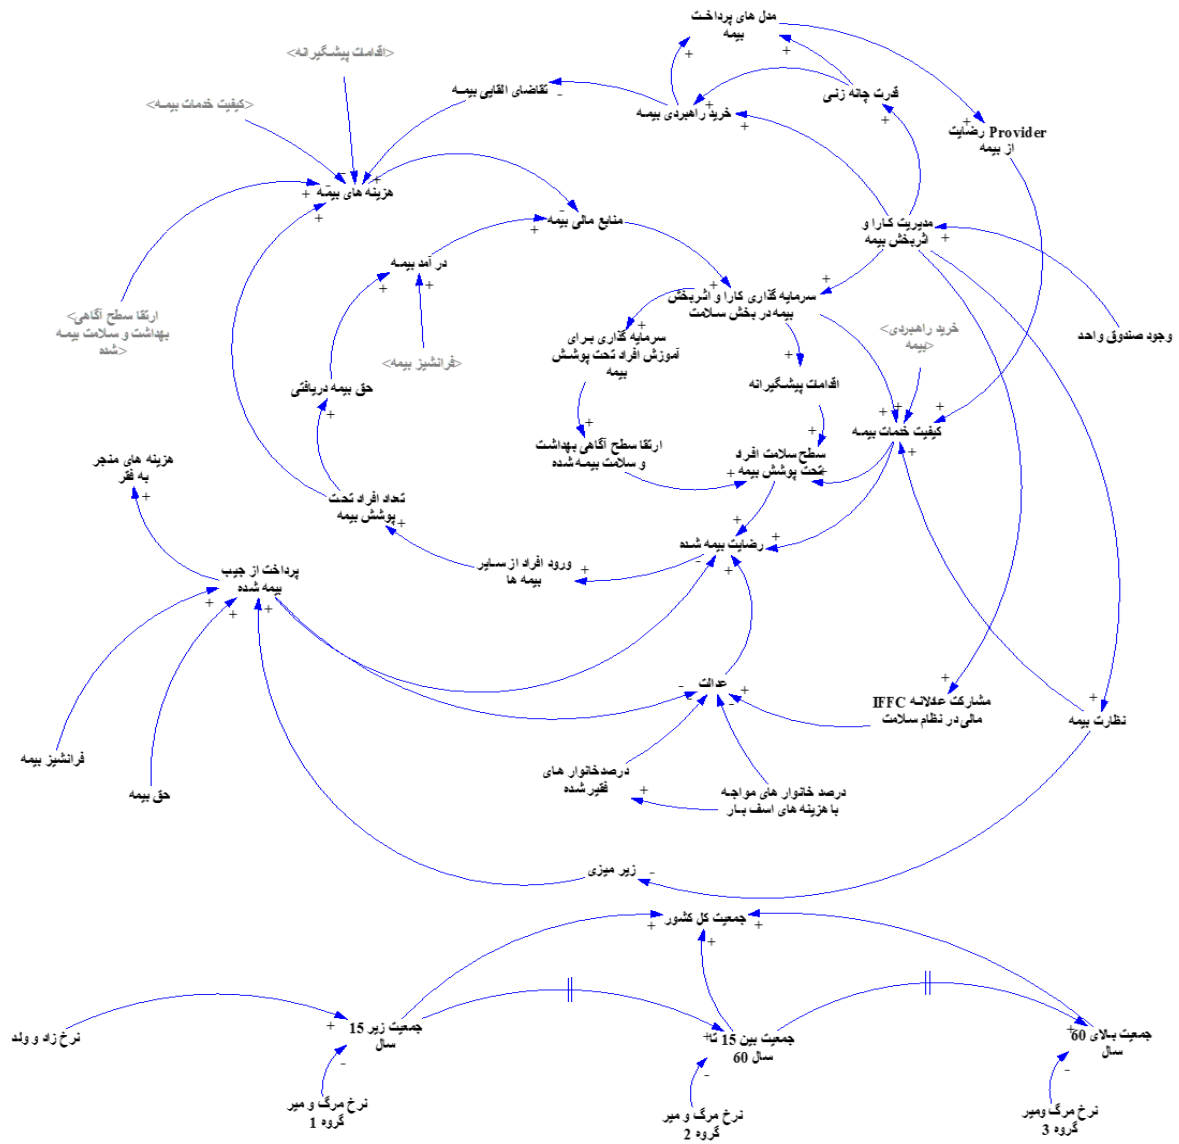 مدل های پرداخت
بیمه
<اقدامات پیشگیرانه>
تقاضای القایی بیمه
<کیفیت خدمات بیمه>
قدرت چانه زنی
خرید راهبردی بیمه
رضایت Provider
از بیمه
هزینه های بیمه
منابع مالی بیمه
مدیریت کارا و
اثربخش بیمه
در آمد بیمه
سرمایه گذاری کارا و اثربخش
بیمه در بخش سلامت
<ارتقا سطح آگاهی
بهداشت و سلامت بیمه
شده>
<فرانشیز بیمه>
سرمایه گذاری برای
آموزش افراد تحت پوشش
بیمه
<خرید راهبردی
بیمه>
وجود صندوق واحد
حق بیمه دریافتی
اقدامات پیشگیرانه
کیفیت خدمات بیمه
هزینه های منجر
به فقر
ارتقا سطح آگاهی بهداشت
و سلامت بیمه شده
سطح سلامت افراد
تحت پوشش بیمه
تعداد افراد تحت
پوشش بیمه
رضایت بیمه شده
پرداخت از جیب
بیمه شده
ورود افراد از سایر
بیمه ها
عدالت
مشارکت عادلانه IFFC
مالی در نظام سلامت
نظارت بیمه
فرانشیز بیمه
حق بیمه
درصدخانوار های
فقیر شده
درصد خانوار های مواجه
با هزینه های اسف بار
زیر میزی
جمعیت کل کشور
نرخ زاد و ولد
جمعیت زیر 15
سال
جمعیت بین 15 تا
60 سال
جمعیت بالای 60
سال
نرخ مرگ و میر
گروه 1
نرخ مرگ و میر
گروه 2
نرخ مرگ ومیر
گروه 3